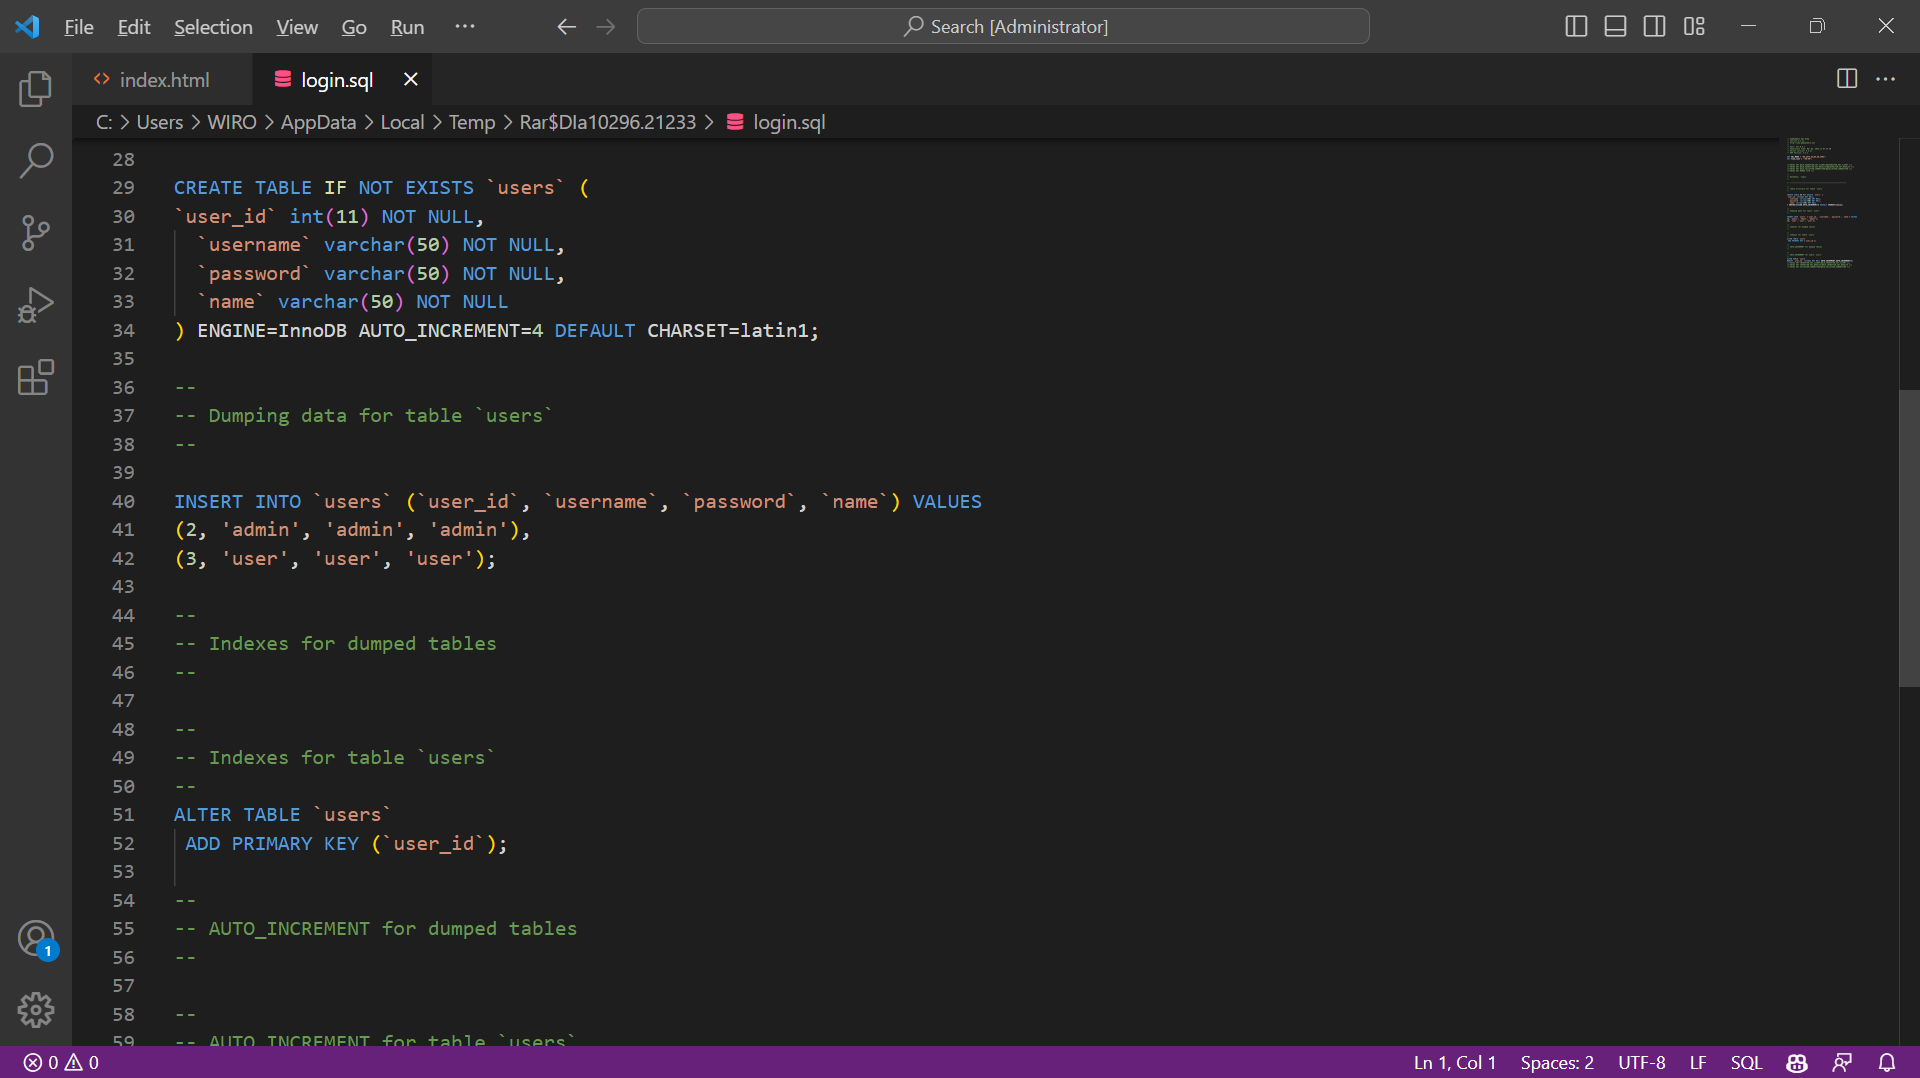 File Edit Selection View Go Run ··· Search [Administrator]
index.html login.sql
C: > Users > WIRO > AppData > Local > Temp > Rar$DIa10296.21233 > login.sql
28
29 CREATE TABLE IF NOT EXISTS `users` (
30 `user_id` int(11) NOT NULL,
31   `username` varchar(50) NOT NULL,
32   `password` varchar(50) NOT NULL,
33   `name` varchar(50) NOT NULL
34 ) ENGINE=InnoDB AUTO_INCREMENT=4 DEFAULT CHARSET=latin1;
35
36 --
37 -- Dumping data for table `users`
38 --
39
40 INSERT INTO `users` (`user_id`, `username`, `password`, `name`) VALUES
41 (2, 'admin', 'admin', 'admin'),
42 (3, 'user', 'user', 'user');
43
44 --
45 -- Indexes for dumped tables
46 --
47
48 --
49 -- Indexes for table `users`
50 --
51 ALTER TABLE `users`
52  ADD PRIMARY KEY (`user_id`);
53
54 --
55 -- AUTO_INCREMENT for dumped tables
56 --
57
58 --
59 -- AUTO_INCREMENT for table `users`
1
0 0 Ln 1, Col 1 Spaces: 2 UTF-8 LF SQL